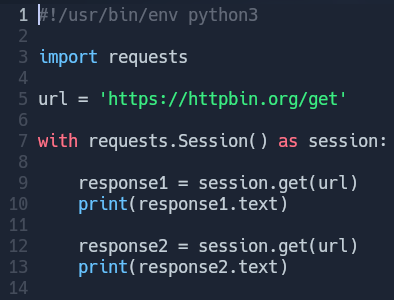 1 #!/usr/bin/env python3
2
3 import requests
4
5 url = 'https://httpbin.org/get'
6
7 with requests.Session() as session:
8
9     response1 = session.get(url)
10     print(response1.text)
11
12     response2 = session.get(url)
13     print(response2.text)
14